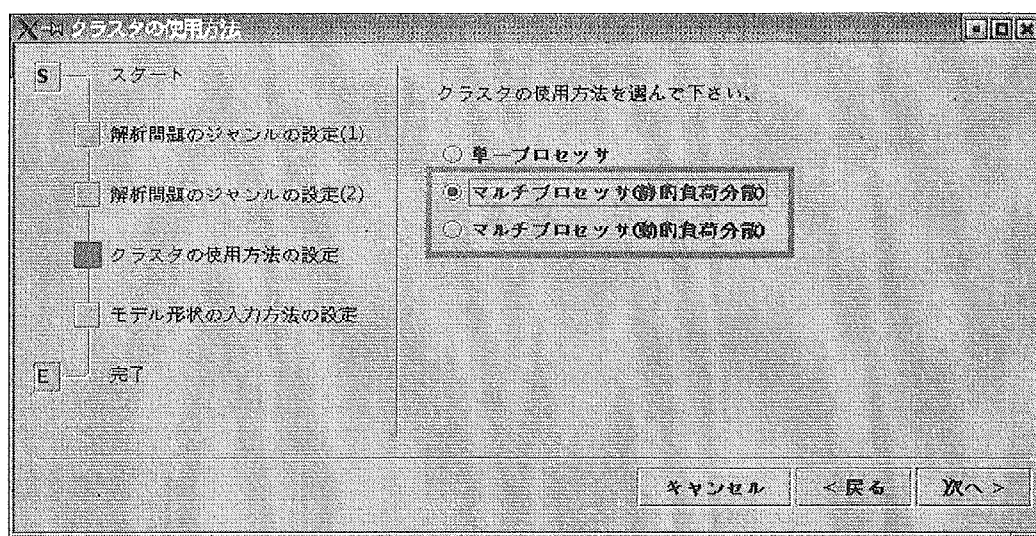 クラスタの使用方法
S スタート
解析問題のジャンルの設定(1)
解析問題のジャンルの設定(2)
クラスタの使用方法の設定
モデル形状の入力方法の設定
E 完了
クラスタの使用方法を選んで下さい。
単一プロセッサ
マルチプロセッサ(静的負荷分散)
マルチプロセッサ(動的負荷分散)
キャンセル
< 戻る
次へ >